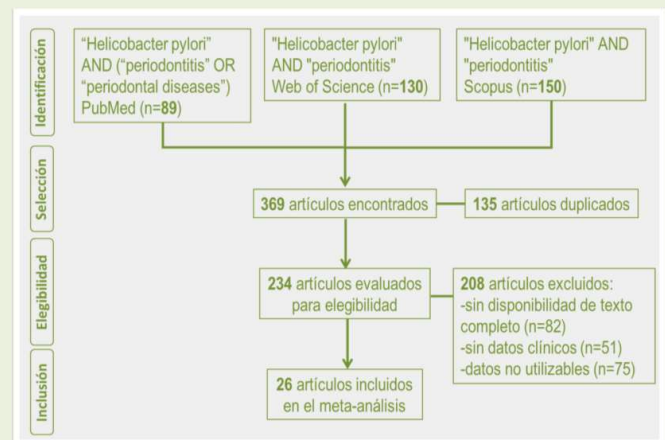 Identificación
“Helicobacter pylori”
AND (“periodontitis” OR
“periodontal diseases”)
PubMed (n=89)
"Helicobacter pylori"
AND "periodontitis"
Web of Science (n=130)
"Helicobacter pylori" AND
"periodontitis"
Scopus (n=150)
Selección
369 artículos encontrados
135 artículos duplicados
Elegibilidad
234 artículos evaluados
para elegibilidad
208 artículos excluidos:
-sin disponibilidad de texto
completo (n=82)
-sin datos clínicos (n=51)
-datos no utilizables (n=75)
Inclusión
26 artículos incluidos
en el meta-análisis